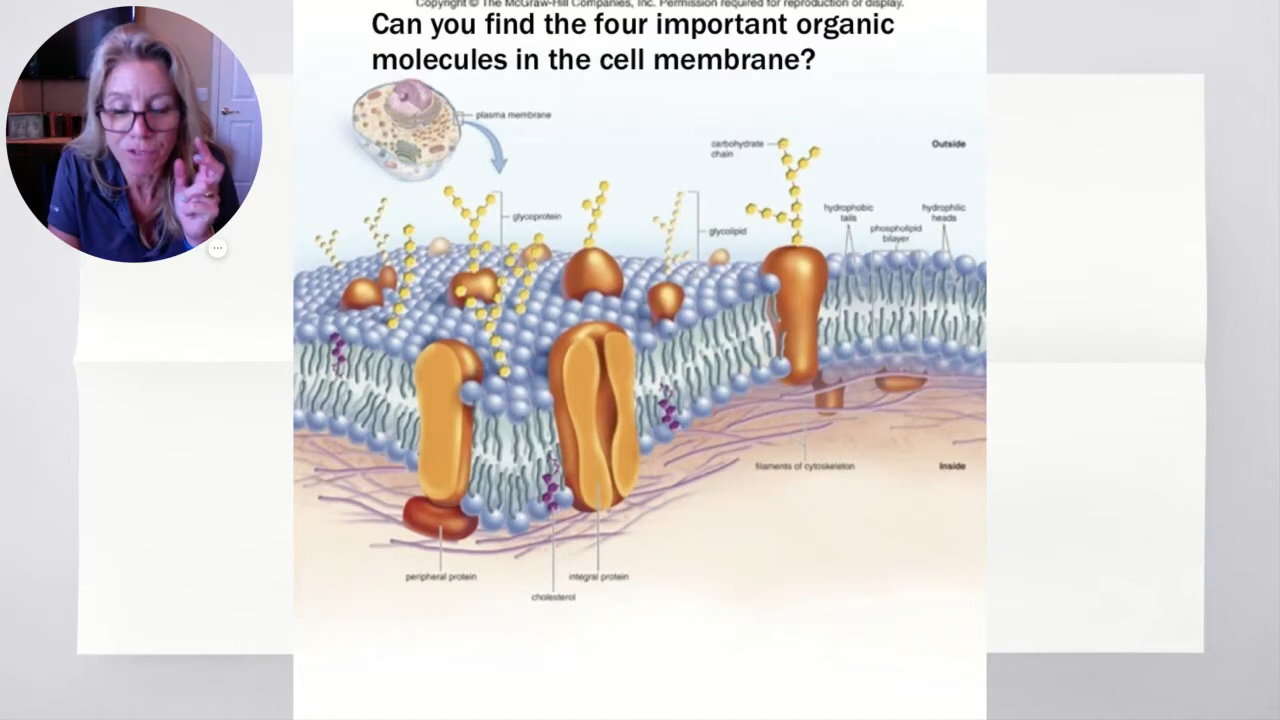 Copyright © The McGraw-Hill Companies, Inc. Permission required for reproduction or display.
Can you find the four important organic
molecules in the cell membrane?
plasma membrane
carbohydrate
chain
Outside
hydrophobic
tails
hydrophilic
heads
glycoprotein
glycolipid
phospholipid
bilayer
filaments of cytoskeleton
Inside
peripheral protein
integral protein
cholesterol